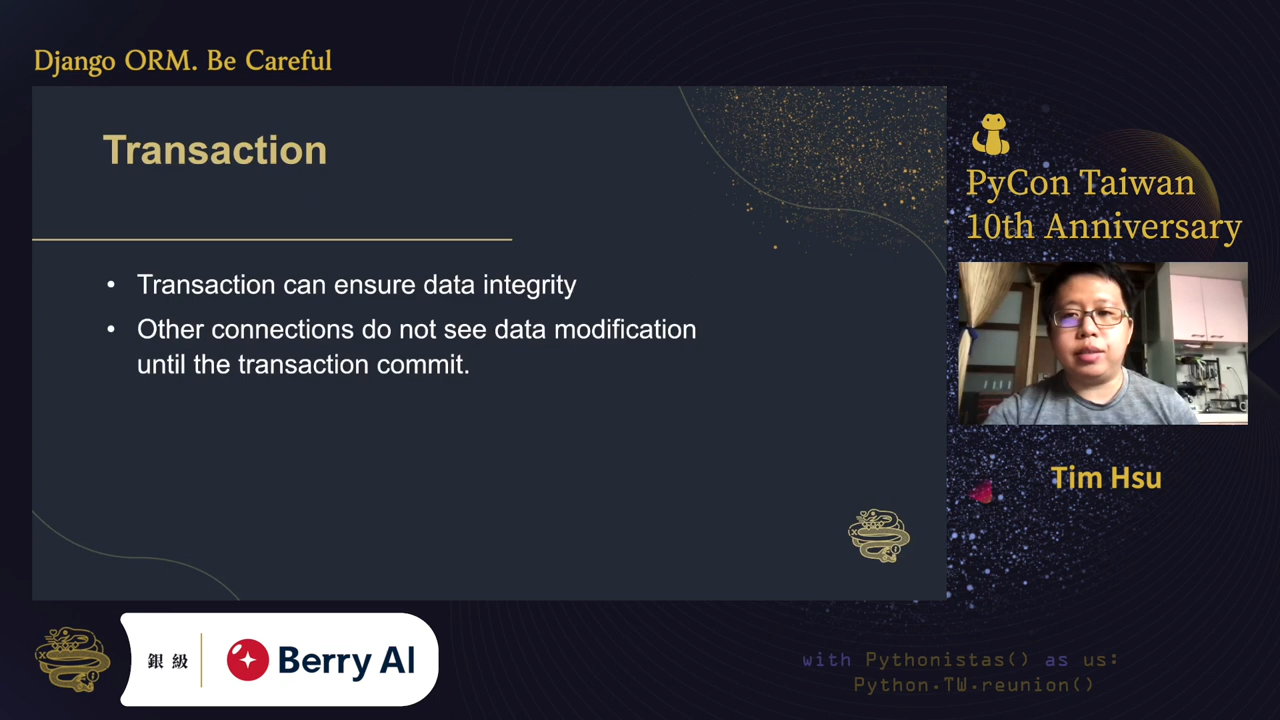 Django ORM. Be Careful
Transaction
• Transaction can ensure data integrity
• Other connections do not see data modification
until the transaction commit.
PyCon Taiwan
10th Anniversary
Tim Hsu
銀級
Berry AI
with Pythonistas() as us:
Python.TW.reunion()